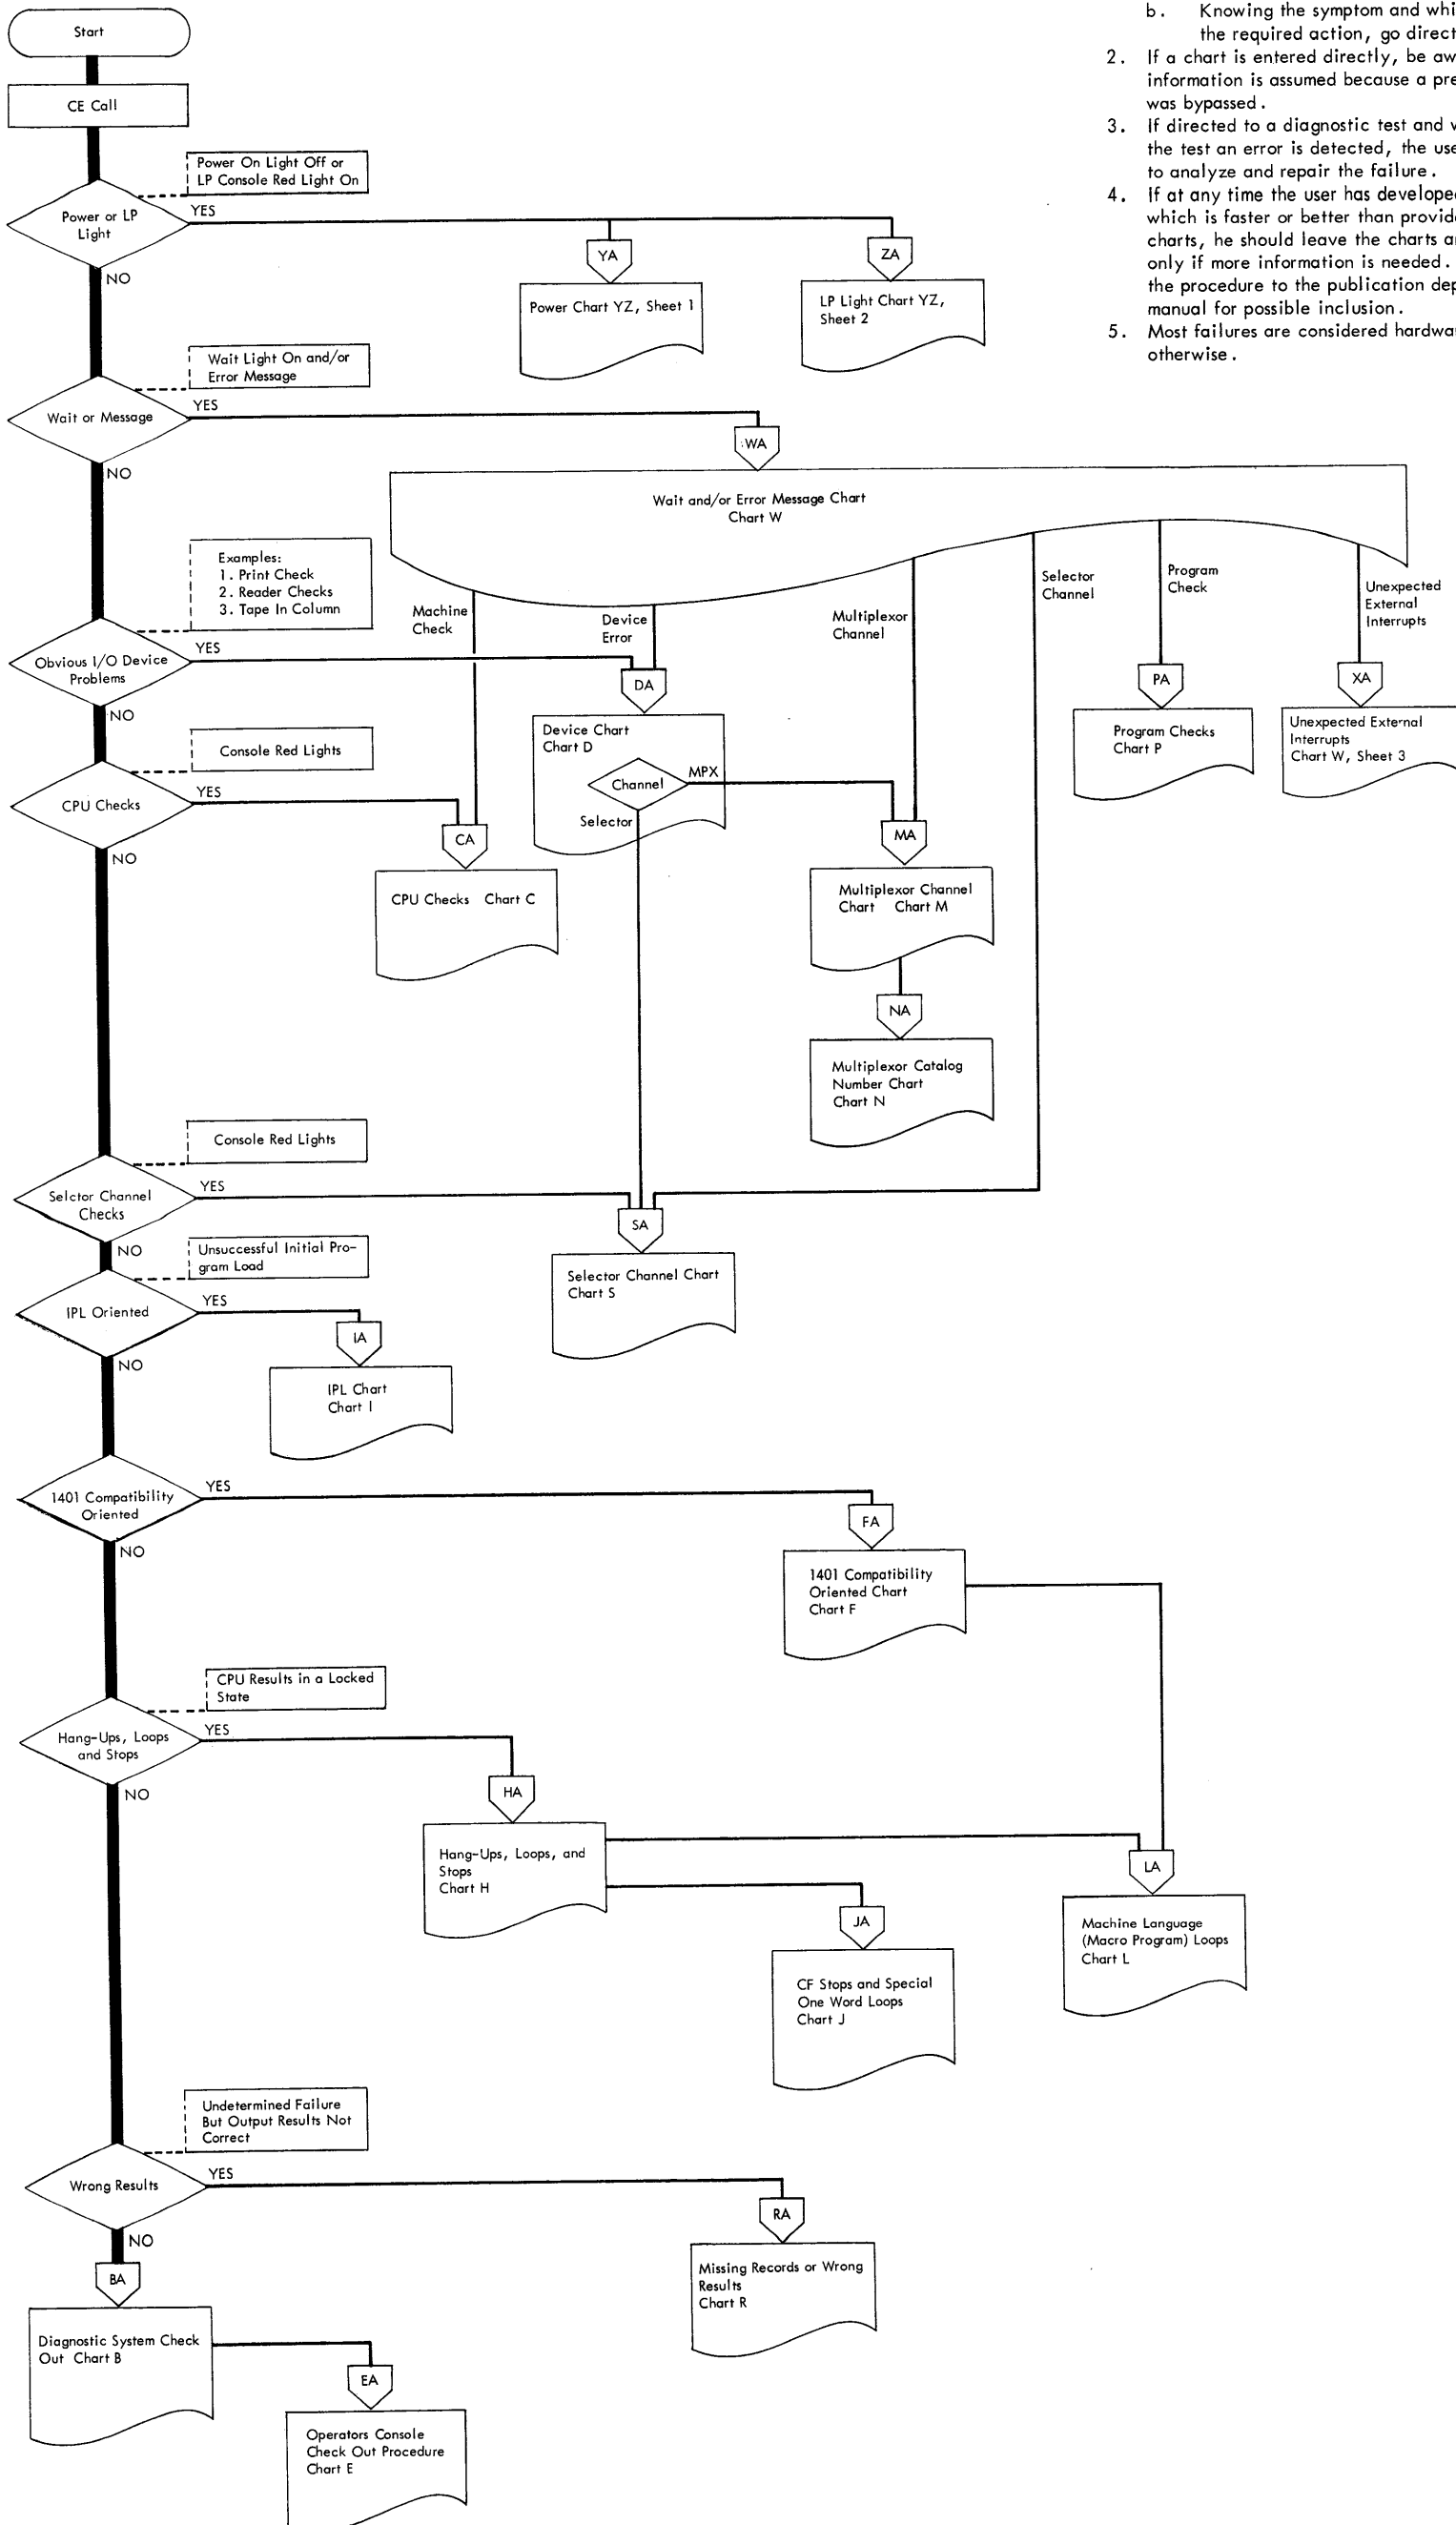 Start
CE Call
b. Knowing the symptom and
the required action, go
2. If a chart is entered directly, be
information is assumed because a
was bypassed.
3. If directed to a diagnostic test and
the test an error is detected, the
to analyze and repair the failure.
4. If at any time the user has
which is faster or better than
charts, he should leave the charts
only if more information is needed.
the procedure to the publication
manual for possible inclusion.
5. Most failures are considered
otherwise.
Power On Light Off or
LP Console Red Light On
Power or LP
Light
YES
NO
YA
Power Chart YZ, Sheet 1
ZA
LP Light Chart YZ,
Sheet 2
Wait Light On and/or
Error Message
Wait or Message
YES
NO
WA
Wait and/or Error Message Chart
Chart W
Machine
Check
Device
Error
Multiplexor
Channel
Selector
Channel
Program
Check
Unexpected
External
Interrupts
Examples:
1. Print Check
2. Reader Checks
3. Tape In Column
Obvious I/O Device
Problems
YES
NO
DA
Device Chart
Chart D
Channel
MPX
Selector
PA
Program Checks
Chart P
XA
Unexpected External
Interrupts
Chart W, Sheet 3
Console Red Lights
CPU Checks
YES
NO
CA
CPU Checks Chart C
MA
Multiplexor Channel
Chart Chart M
NA
Multiplexor Catalog
Number Chart
Chart N
Console Red Lights
Selctor Channel
Checks
YES
NO
SA
Selector Channel Chart
Chart S
Unsuccessful Initial Pro-
gram Load
IPL Oriented
YES
NO
IA
IPL Chart
Chart I
1401 Compatibility
Oriented
YES
NO
FA
1401 Compatibility
Oriented Chart
Chart F
CPU Results in a Locked
State
Hang-Ups, Loops
and Stops
YES
NO
HA
Hang-Ups, Loops, and
Stops
Chart H
LA
Machine Language
(Macro Program) Loops
Chart L
JA
CF Stops and Special
One Word Loops
Chart J
Undetermined Failure
But Output Results Not
Correct
Wrong Results
YES
NO
RA
Missing Records or Wrong
Results
Chart R
BA
Diagnostic System Check
Out Chart B
EA
Operators Console
Check Out Procedure
Chart E